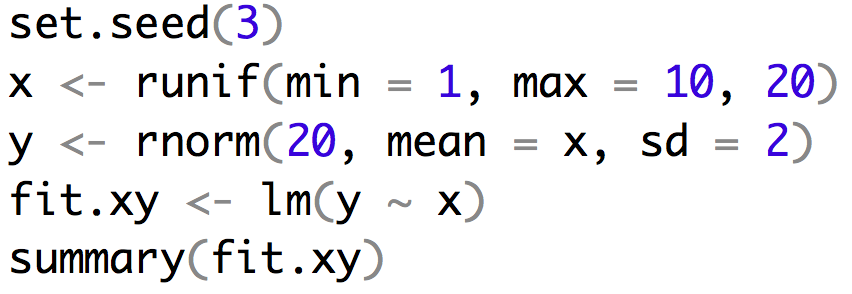 set.seed(3)
x <- runif(min = 1, max = 10, 20)
y <- rnorm(20, mean = x, sd = 2)
fit.xy <- lm(y ~ x)
summary(fit.xy)